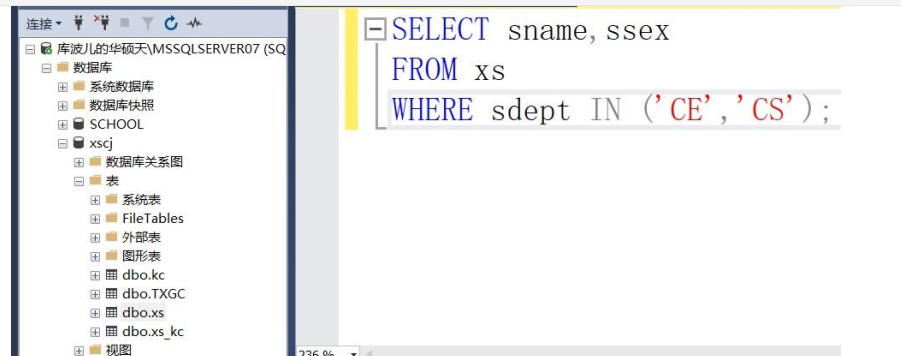 连接
库波儿的华硕天\MSSQLSERVER07 (SQ
数据库
系统数据库
数据库快照
SCHOOL
xscj
数据库关系图
表
系统表
FileTables
外部表
图形表
dbo.kc
dbo.TXGC
dbo.xs
dbo.xs_kc
视图
SELECT sname,ssex
FROM xs
WHERE sdept IN ('CE','CS');
236 %